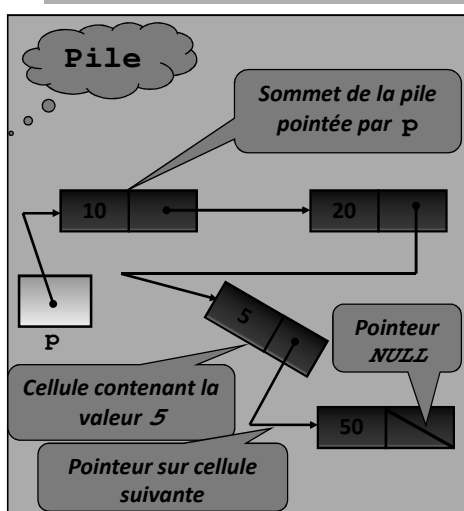 Pile
Sommet de la pile
pointée par p
10
20
p
5
Pointeur
NULL
Cellule contenant la
valeur 5
50
Pointeur sur cellule
suivante